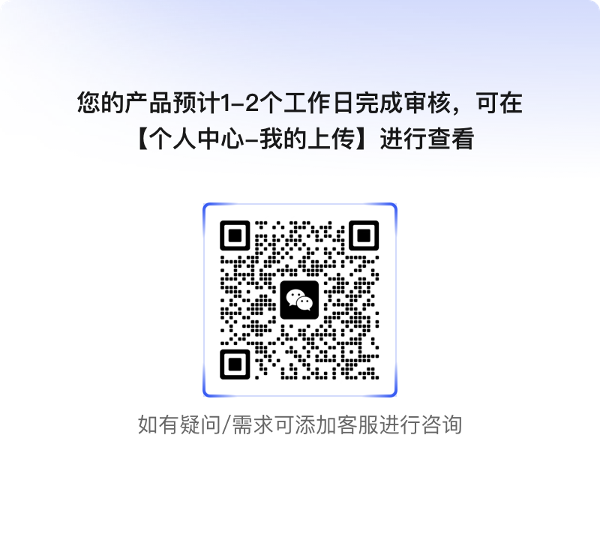 您的产品预计1-2个工作日完成审核，可在
【个人中心-我的上传】进行查看
如有疑问/需求可添加客服进行咨询